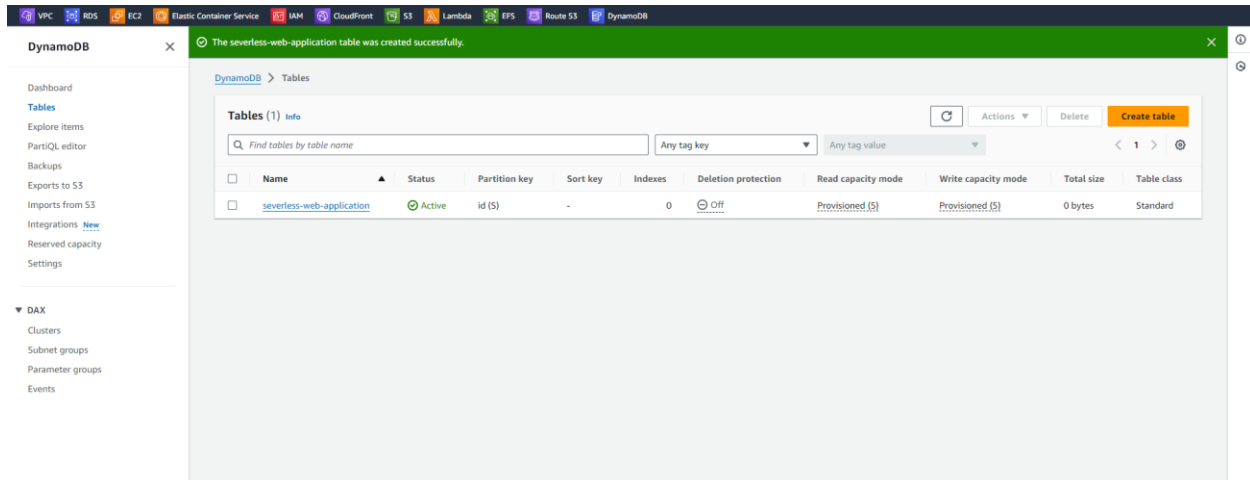 VPC RDS EC2 Elastic Container Service IAM CloudFront S3 Lambda EFS Route 53 DynamoDB
DynamoDB
Dashboard
Tables
Explore items
PartiQL editor
Backups
Exports to S3
Imports from S3
Integrations New
Reserved capacity
Settings
DAX
Clusters
Subnet groups
Parameter groups
Events
The severless-web-application table was created successfully.
DynamoDB > Tables
Tables (1) Info
Actions
Delete
Create table
Find tables by table name
Any tag key
Any tag value
1
Name Status Partition key Sort key Indexes Deletion protection Read capacity mode Write capacity mode Total size Table class
severless-web-application Active id (S) - 0 Off Provisioned (5) Provisioned (5) 0 bytes Standard